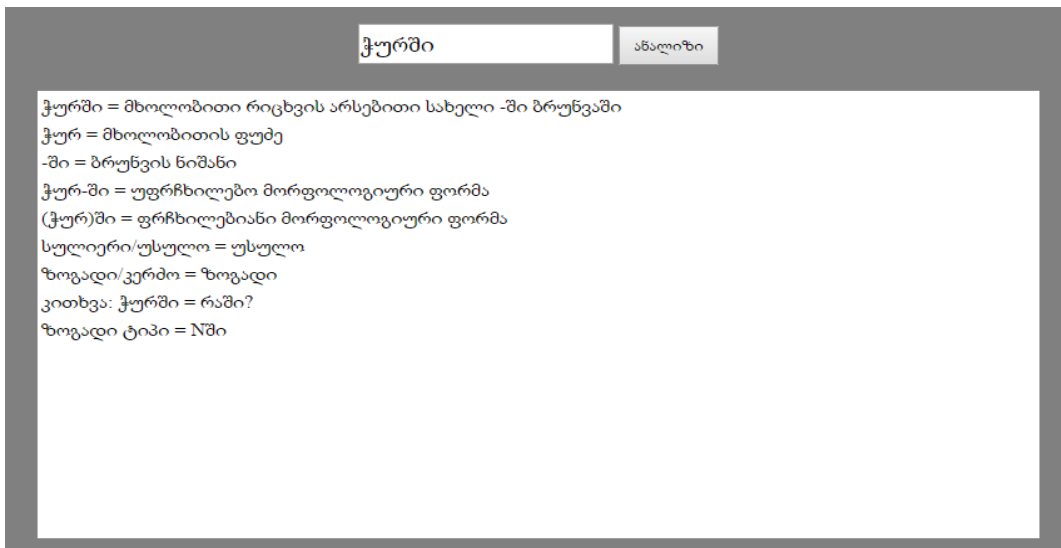 ჭურში
ანალიზი
ჭურში = მხოლობითი რიცხვის არსებითი სახელი -ში ბრუნვაში
ჭურ = მხოლობითის ფუძე
-ში = ბრუნვის ნიშანი
ჭურ-ში = უფრჩხილებო მორფოლოგიური ფორმა
(ჭურ)ში = ფრჩხილებიანი მორფოლოგიური ფორმა
სულიერი/უსულო = უსულო
ზოგადი/კერძო = ზოგადი
კითხვა: ჭურში = რაში?
ზოგადი ტიპი = Nში